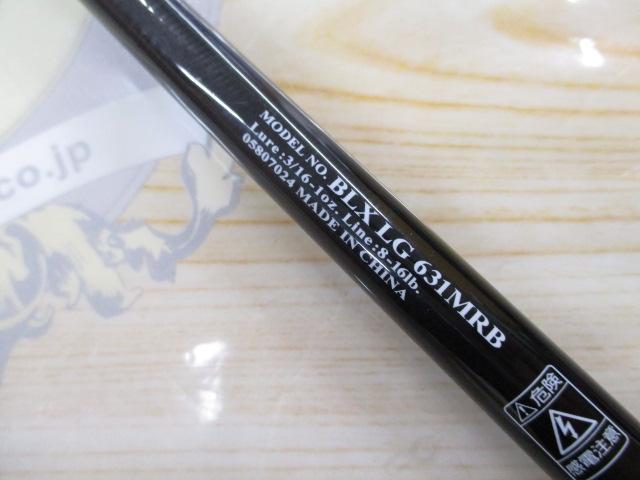 MODEL NO. BLX LG 631MRB
Lure:3/16-1oz. Line:8-16lb.
05807024 MADE IN CHINA
危険
感電注意
co.jp